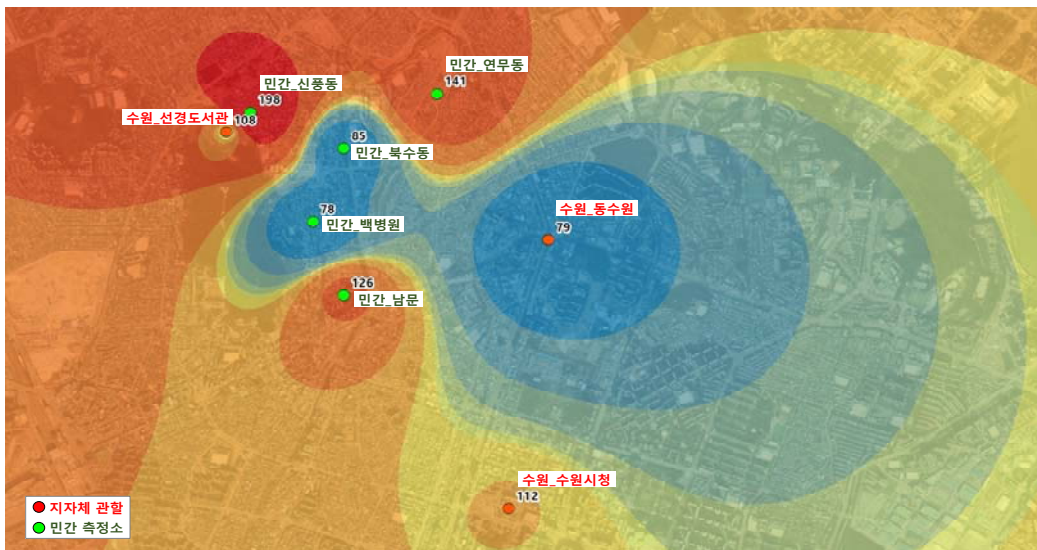 민간_연무동
141
민간_신풍동
198
수원_선경도서관
108
85
민간_북수동
수원_동수원
78
민간_백병원
79
126
민간_남문
수원_수원시청
112
지자체 관할
민간 측정소